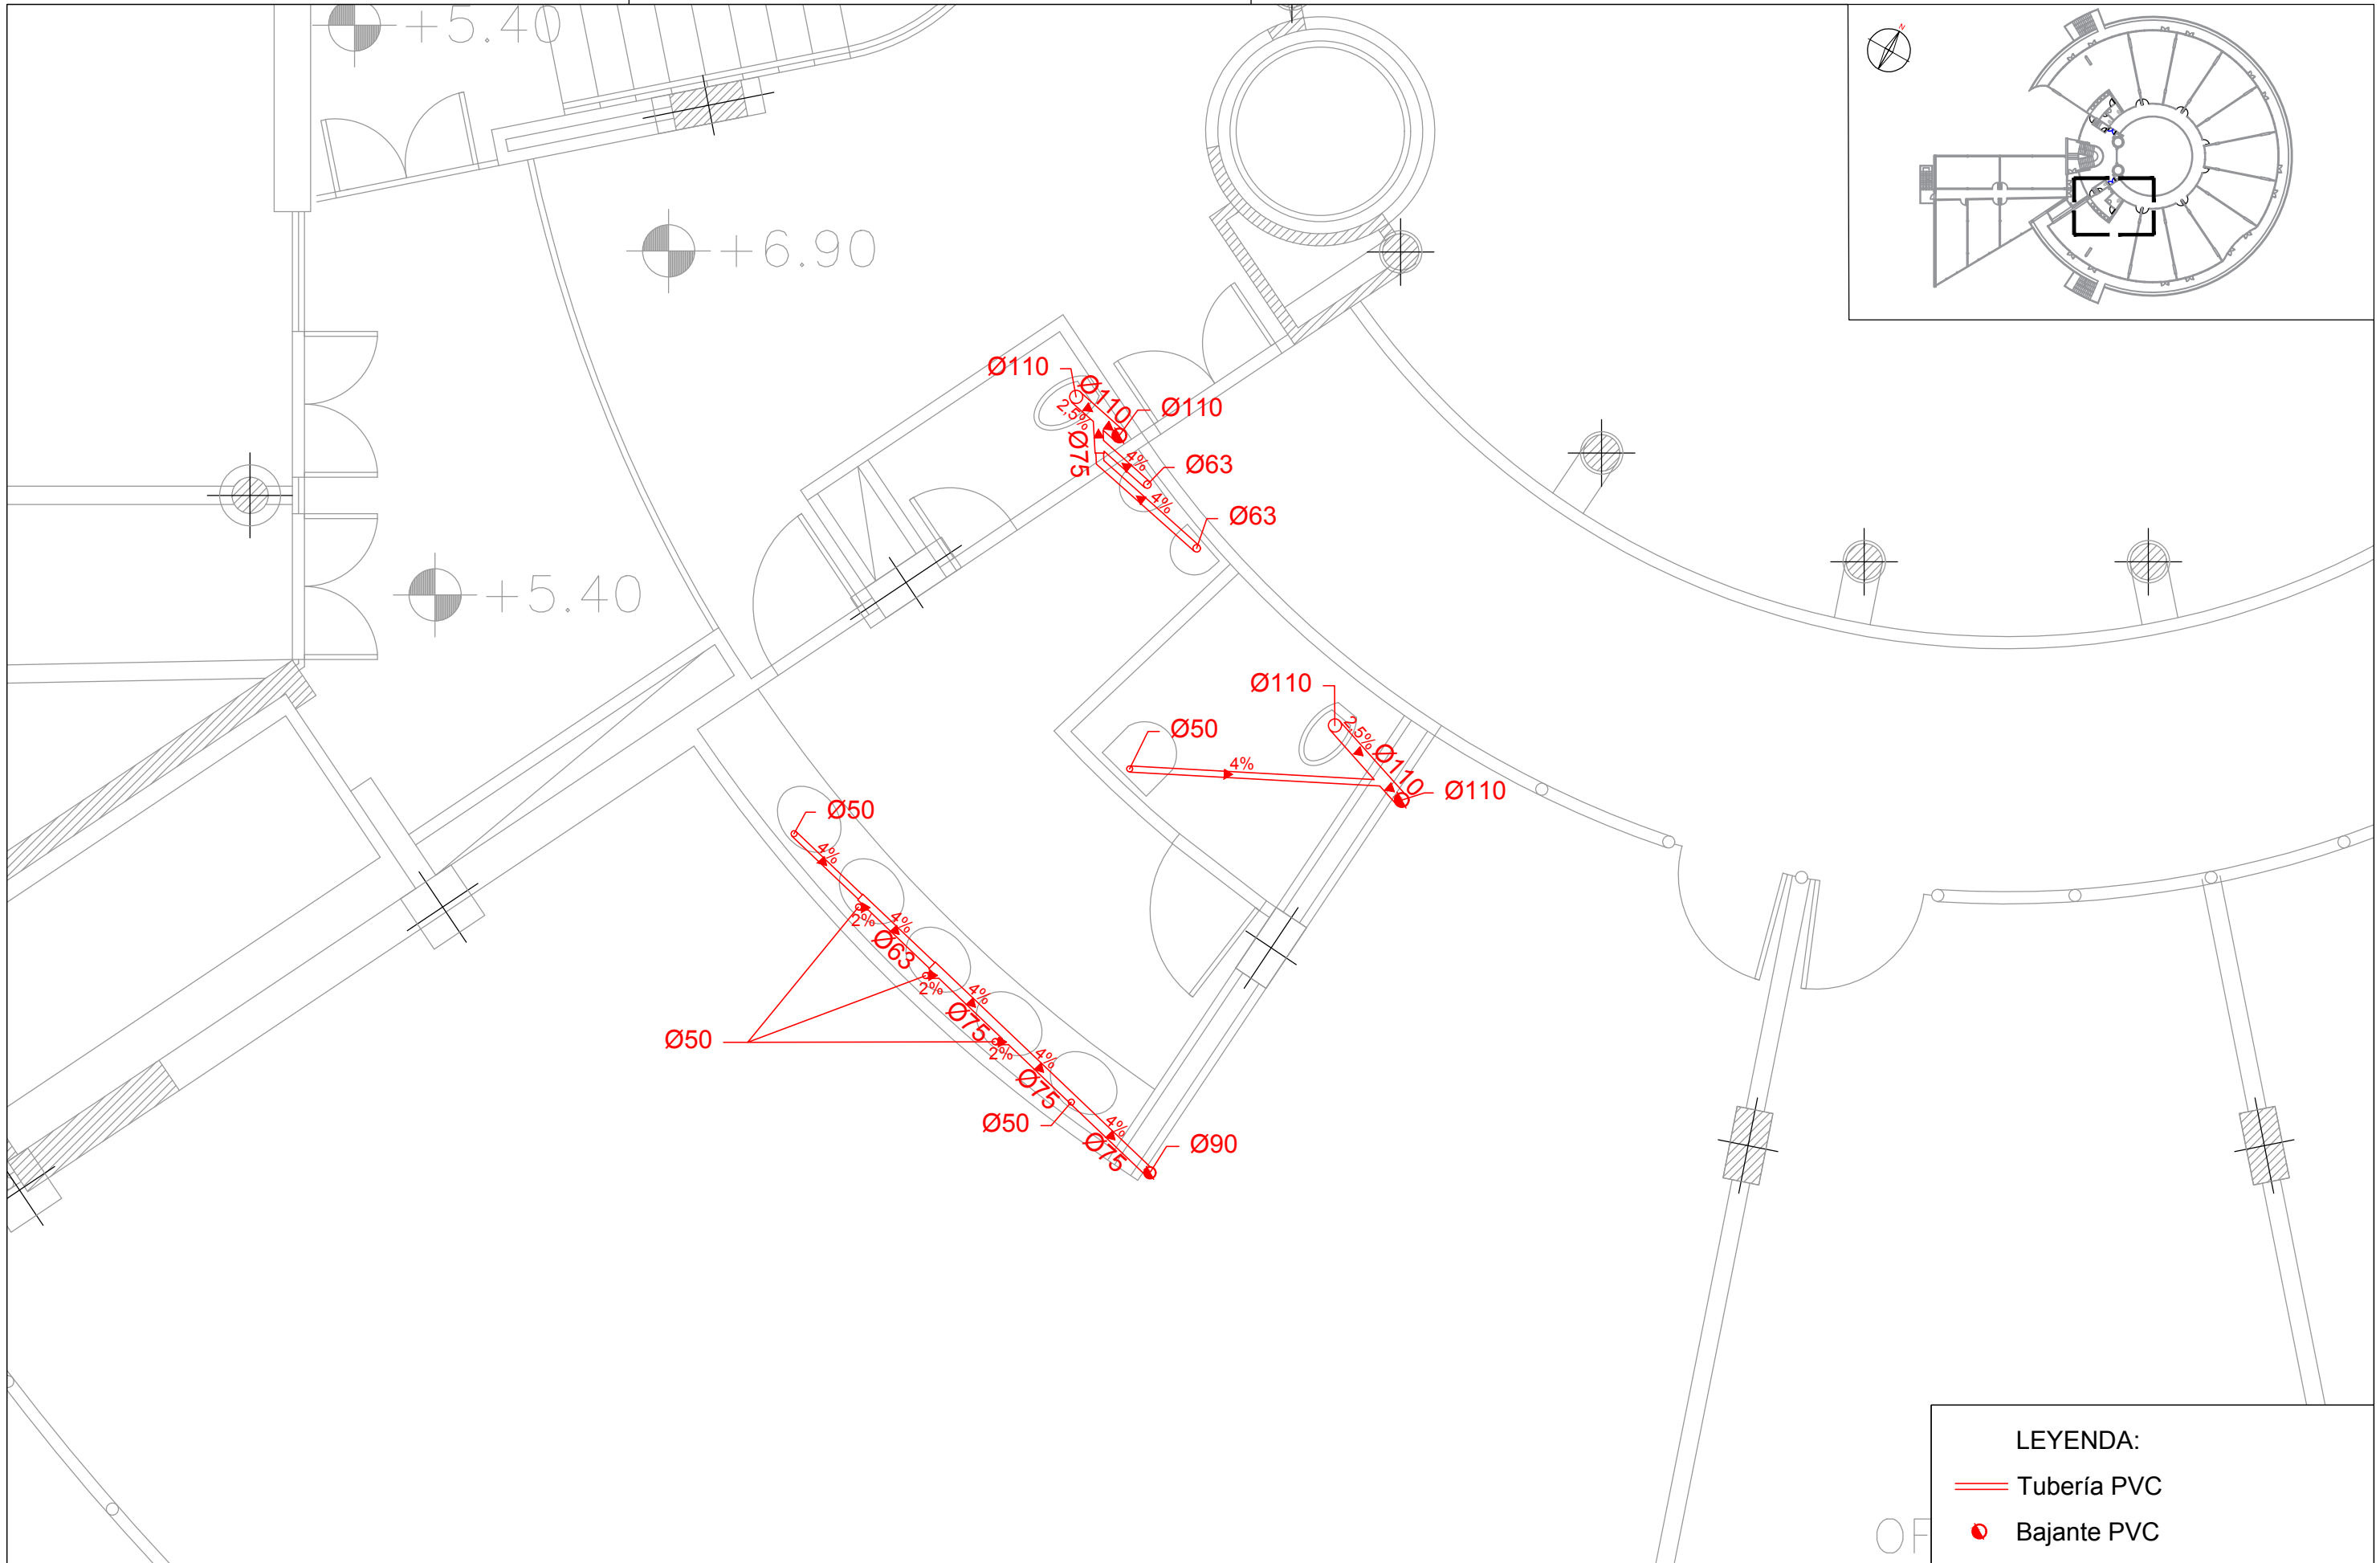 +5.40
N
+6.90
Ø110
Ø110
Ø110
2,5%
Ø75
4%
Ø63
4%
Ø63
+5.40
Ø110
2,5%
Ø110
Ø50
4%
Ø110
Ø50
4%
4%
2%
Ø63
4%
2%
Ø75
Ø50
4%
2%
Ø75
Ø50
4%
Ø75
Ø90
LEYENDA:
Tubería PVC
Bajante PVC